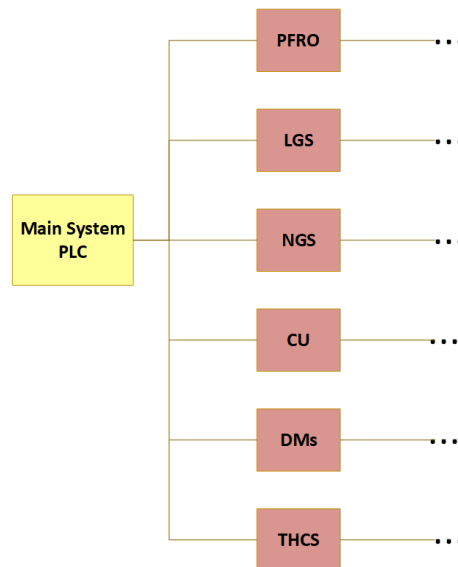 PFRO
...
LGS
...
Main System
PLC
NGS
...
CU
...
DMs
...
THCS
...